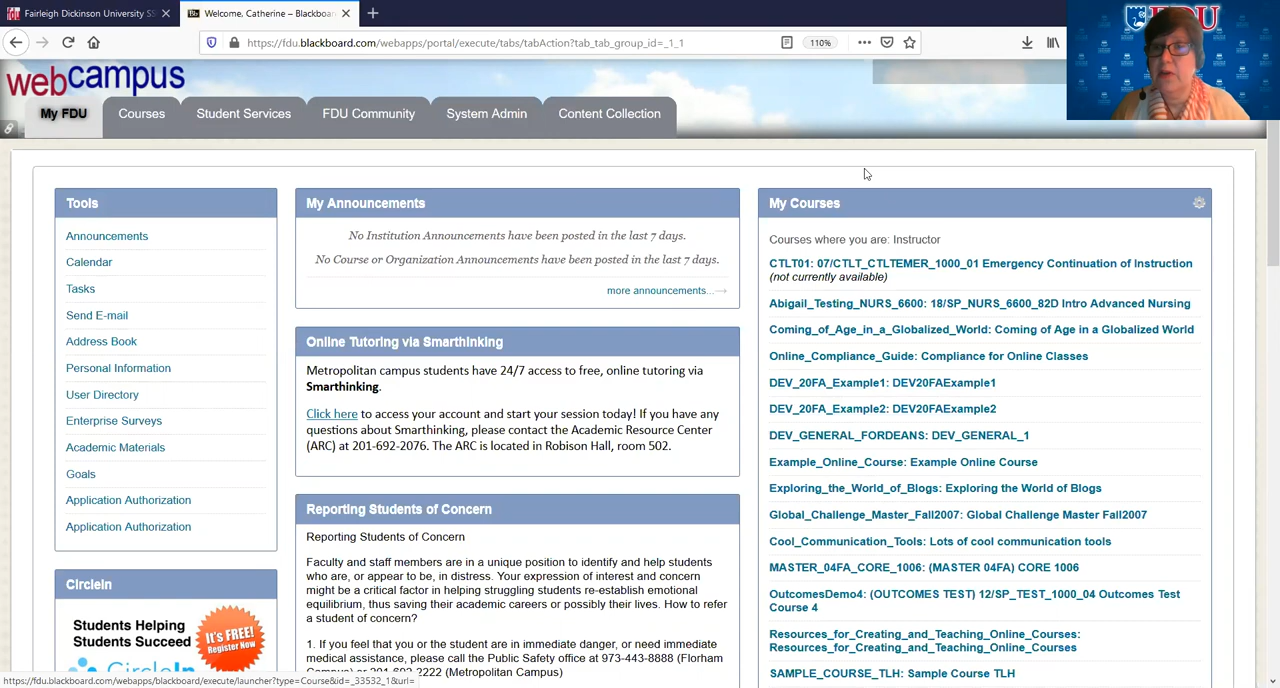 Fairleigh Dickinson University SS
Welcome, Catherine – Blackboar
https://fdu.blackboard.com/webapps/portal/execute/tabs/tabAction?tab_tab_group_id=_1_1
110%
webcampus
My FDU
Courses
Student Services
FDU Community
System Admin
Content Collection
Tools
Announcements
Calendar
Tasks
Send E-mail
Address Book
Personal Information
User Directory
Enterprise Surveys
Academic Materials
Goals
Application Authorization
Application Authorization
CircleIn
Students Helping
Students Succeed
IT'S FREE!
Register Now
CircleIn
My Announcements
No Institution Announcements have been posted in the last 7 days.
No Course or Organization Announcements have been posted in the last 7 days.
more announcements...→
Online Tutoring via Smarthinking
Metropolitan campus students have 24/7 access to free, online tutoring via
Smarthinking.
Click here to access your account and start your session today! If you have any
questions about Smarthinking, please contact the Academic Resource Center
(ARC) at 201-692-2076. The ARC is located in Robison Hall, room 502.
Reporting Students of Concern
Reporting Students of Concern
Faculty and staff members are in a unique position to identify and help students
who are, or appear to be, in distress. Your expression of interest and concern
might be a critical factor in helping struggling students re-establish emotional
equilibrium, thus saving their academic careers or possibly their lives. How to refer
a student of concern?
1. If you feel that you or the student are in immediate danger, or need immediate
medical assistance, please call the Public Safety office at 973-443-8888 (Florham
2222 (Metropolitan Campus)
My Courses
Courses where you are: Instructor
CTLT01: 07/CTLT_CTLTEMER_1000_01 Emergency Continuation of Instruction
(not currently available)
Abigail_Testing_NURS_6600: 18/SP_NURS_6600_82D Intro Advanced Nursing
Coming_of_Age_in_a_Globalized_World: Coming of Age in a Globalized World
Online_Compliance_Guide: Compliance for Online Classes
DEV_20FA_Example1: DEV20FAExample1
DEV_20FA_Example2: DEV20FAExample2
DEV_GENERAL_FORDEANS: DEV_GENERAL_1
Example_Online_Course: Example Online Course
Exploring_the_World_of_Blogs: Exploring the World of Blogs
Global_Challenge_Master_Fall2007: Global Challenge Master Fall2007
Cool_Communication_Tools: Lots of cool communication tools
MASTER_04FA_CORE_1006: (MASTER 04FA) CORE 1006
OutcomesDemo4: (OUTCOMES TEST) 12/SP_TEST_1000_04 Outcomes Test
Course 4
Resources_for_Creating_and_Teaching_Online_Courses:
Resources_for_Creating_and_Teaching_Online_Courses:
SAMPLE_COURSE_TLH: Sample Course TLH
https://fdu.blackboard.com/webapps/blackboard/execute/launcher?type=Course&id=_33532_1&url=